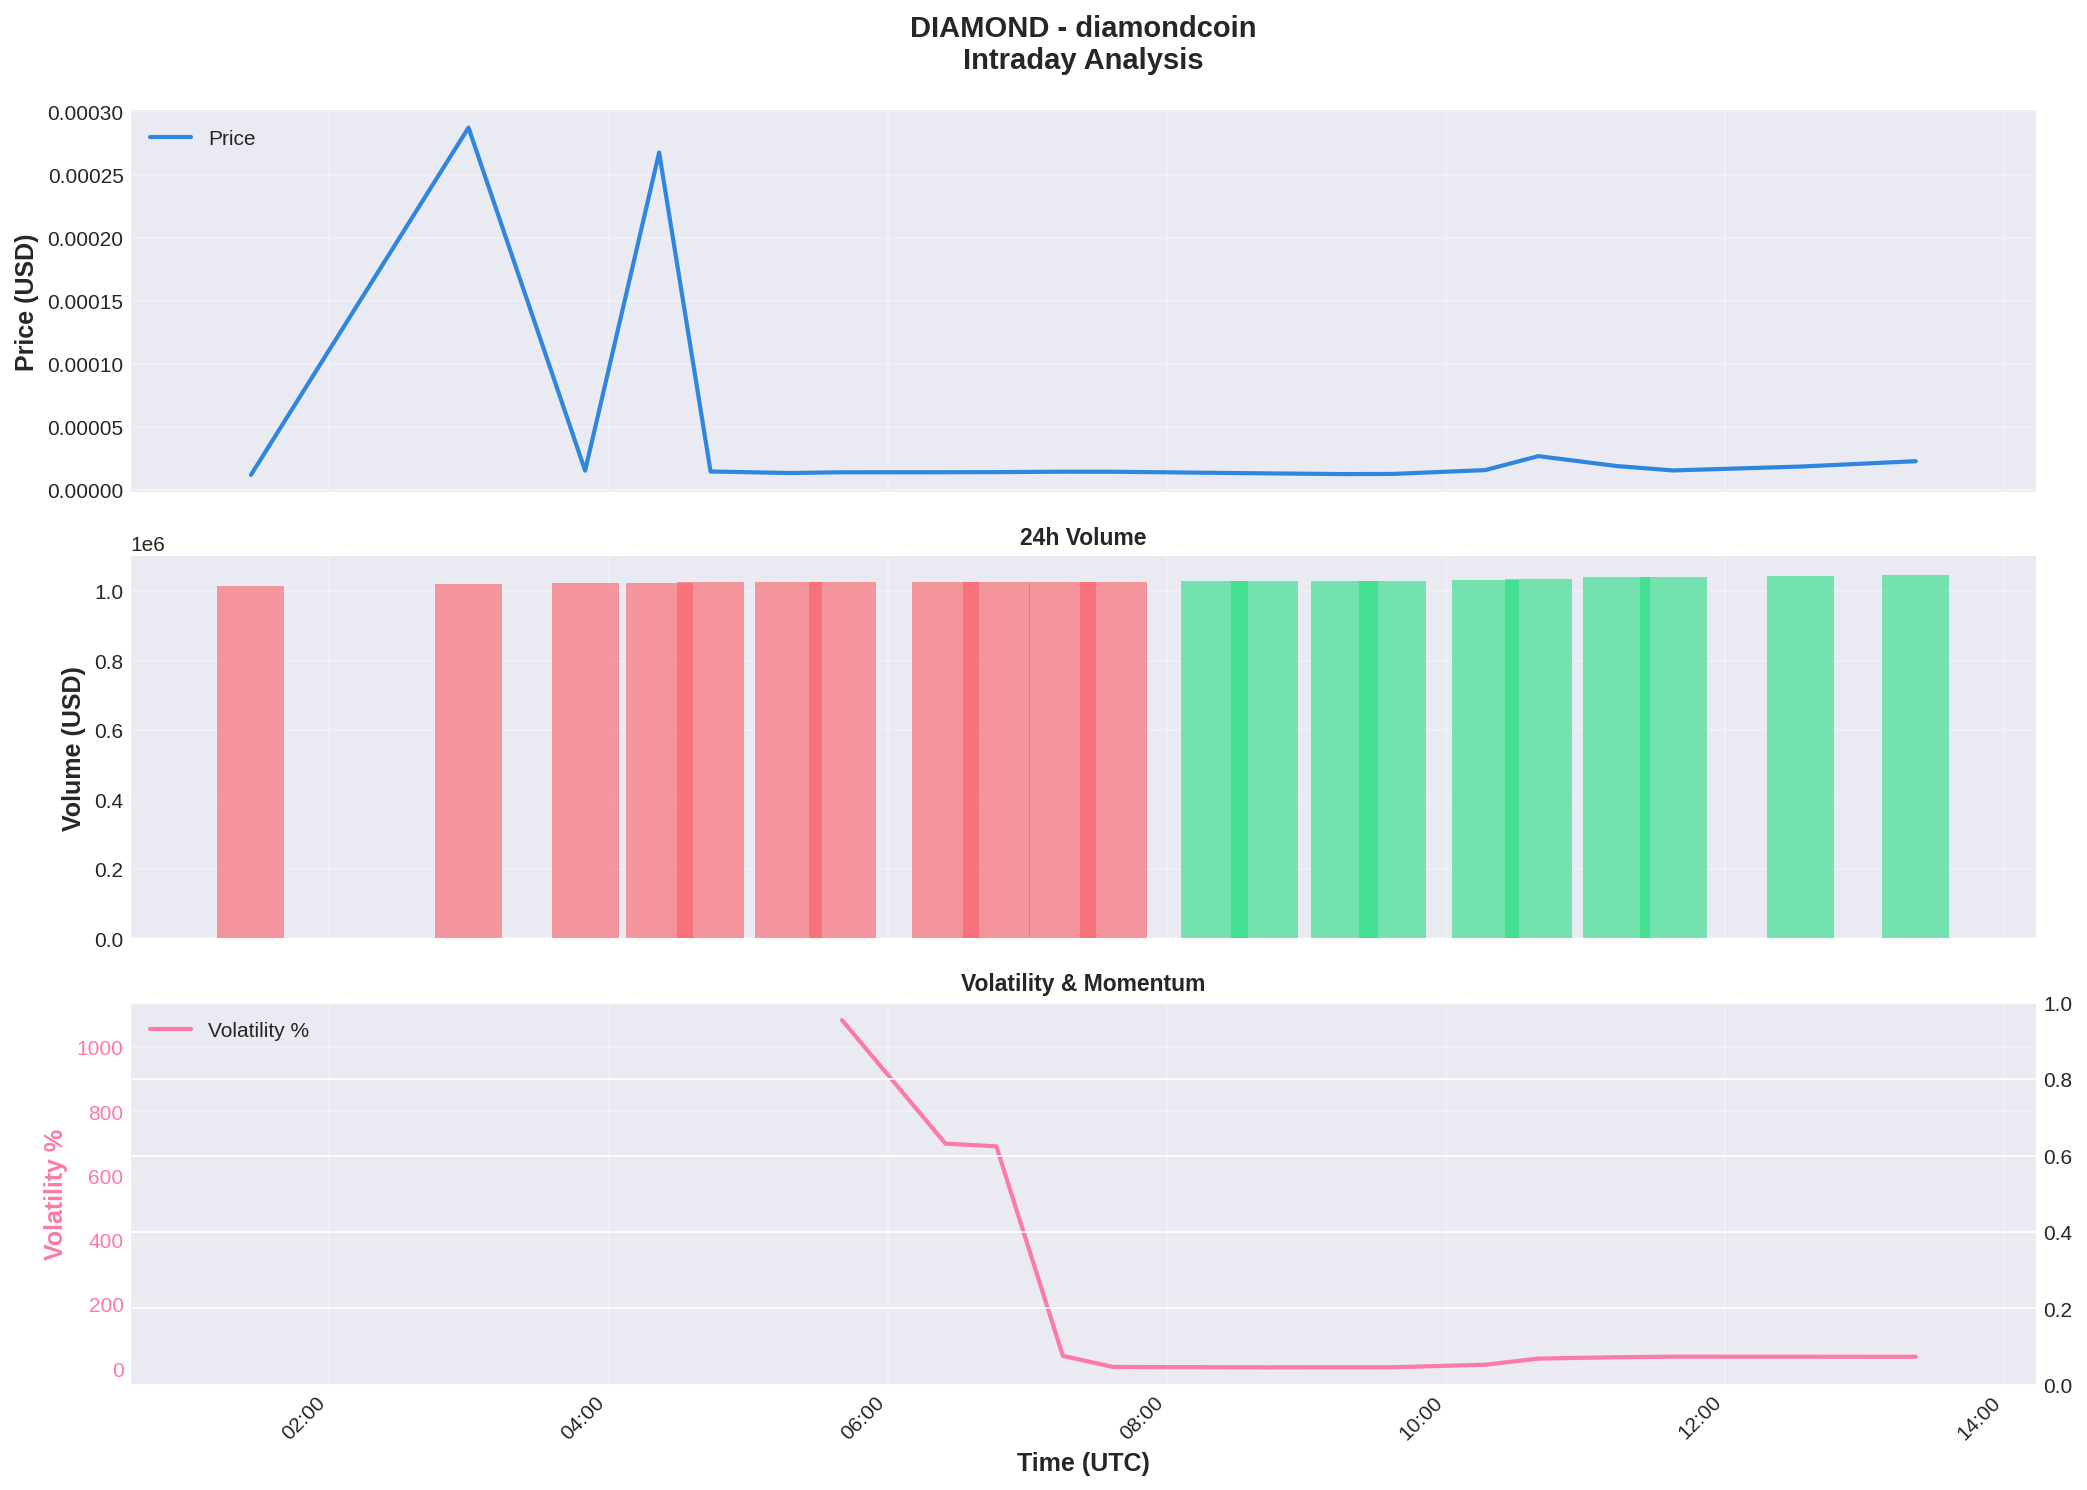 DIAMOND - diamondcoin
Intraday Analysis
Price
Price (USD)
0.00030
0.00025
0.00020
0.00015
0.00010
0.00005
0.00000
24h Volume
1e6
Volume (USD)
1.0
0.8
0.6
0.4
0.2
0.0
Volatility & Momentum
Volatility %
Volatility %
1000
800
600
400
200
0
1.0
0.8
0.6
0.4
0.2
0.0
02:00
04:00
06:00
08:00
10:00
12:00
14:00
Time (UTC)